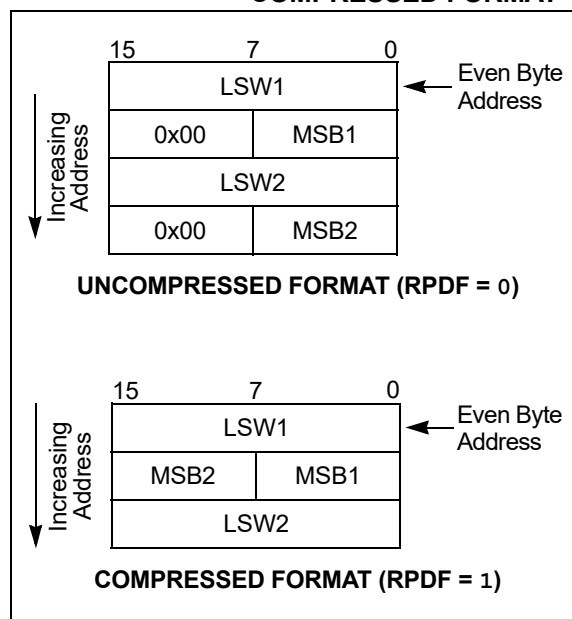 COMPRESSED FORMAT
15 7 0
LSW1
Even Byte
Address
0x00 MSB1
LSW2
0x00 MSB2
Increasing
Address
UNCOMPRESSED FORMAT (RPDF = 0)
15 7 0
LSW1
Even Byte
Address
MSB2 MSB1
LSW2
Increasing
Address
COMPRESSED FORMAT (RPDF = 1)